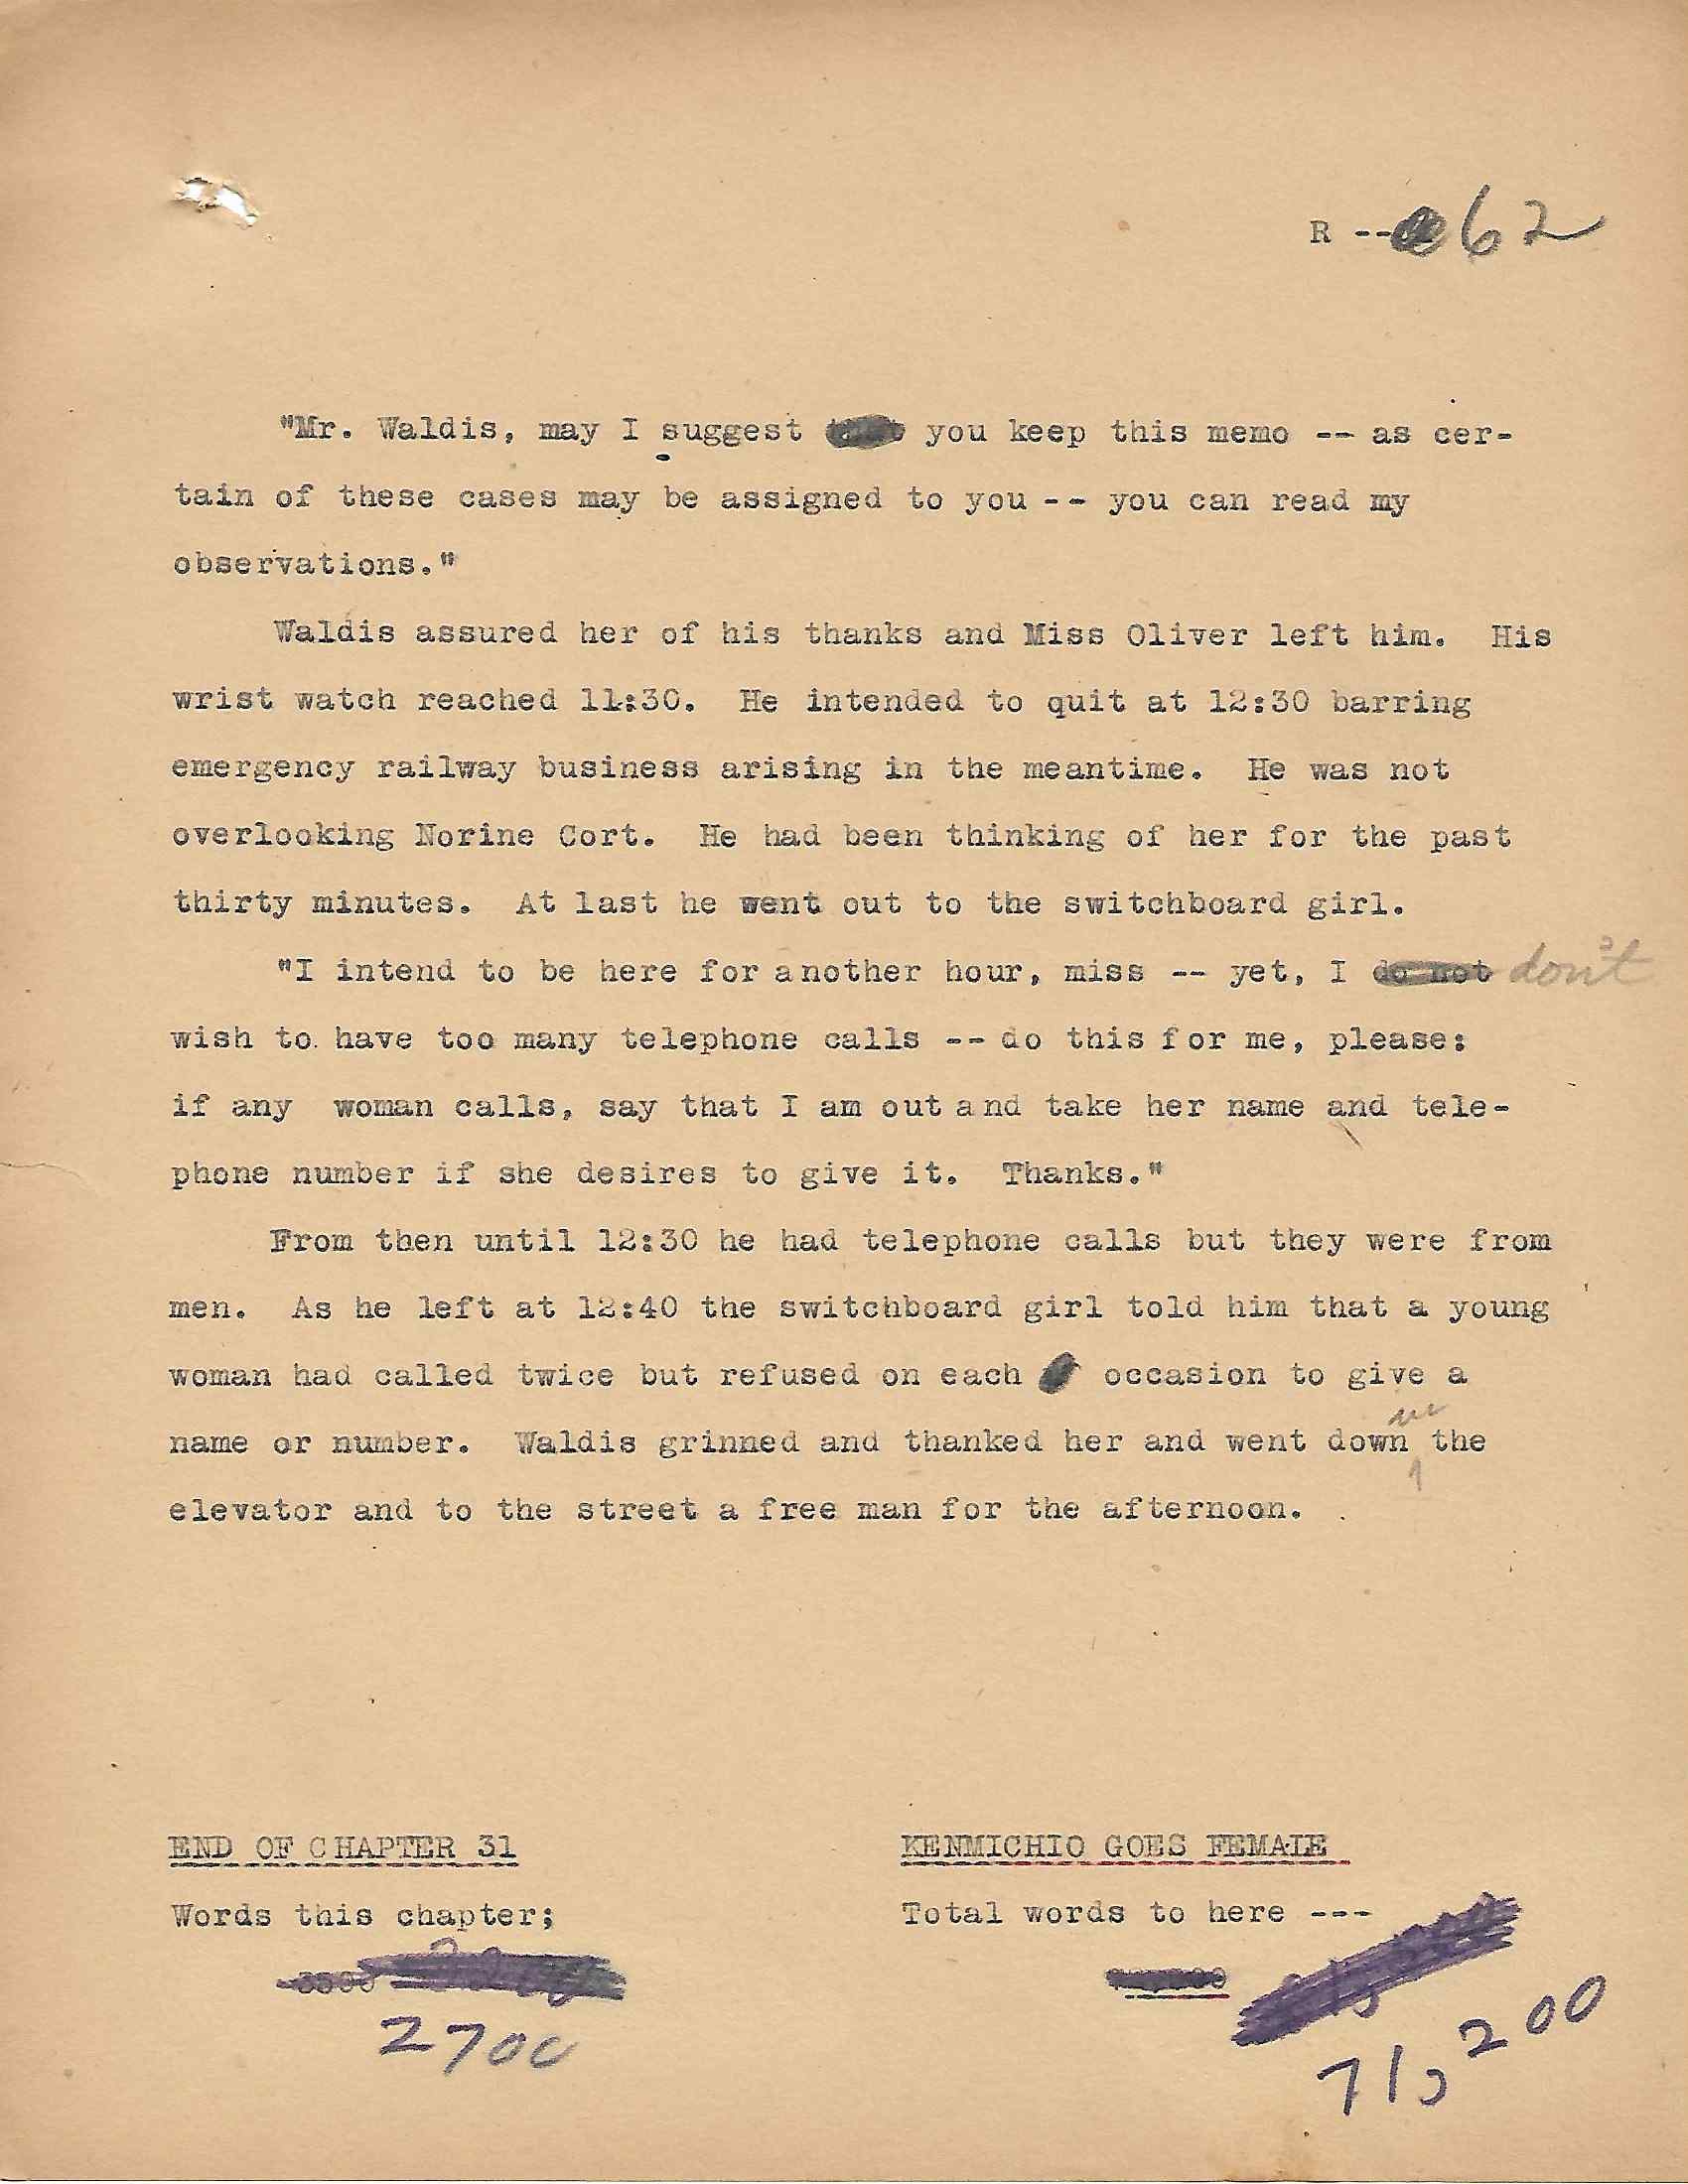 R -- 62
"Mr. Waldis, may I suggest you keep this memo -- as cer-
tain of these cases may be assigned to you -- you can read my
observations."
Waldis assured her of his thanks and Miss Oliver left him.  His
wrist watch reached 11:30.  He intended to quit at 12:30 barring
emergency railway business arising in the meantime.  He was not
overlooking Norine Cort.  He had been thinking of her for the past
thirty minutes.  At last he went out to the switchboard girl.
"I intend to be here for another hour, miss -- yet, I do not don't
wish to have too many telephone calls -- do this for me, please:
if any  woman calls, say that I am out and take her name and tele-
phone number if she desires to give it.  Thanks."
From then until 12:30 he had telephone calls but they were from
men.  As he left at 12:40 the switchboard girl told him that a young
woman had called twice but refused on each occasion to give a
name or number.  Waldis grinned and thanked her and went down the
elevator and to the street a free man for the afternoon.
END OF CHAPTER 31
KENMICHIO GOES FEMALE
Words this chapter;
Total words to here ---
2700
71,200